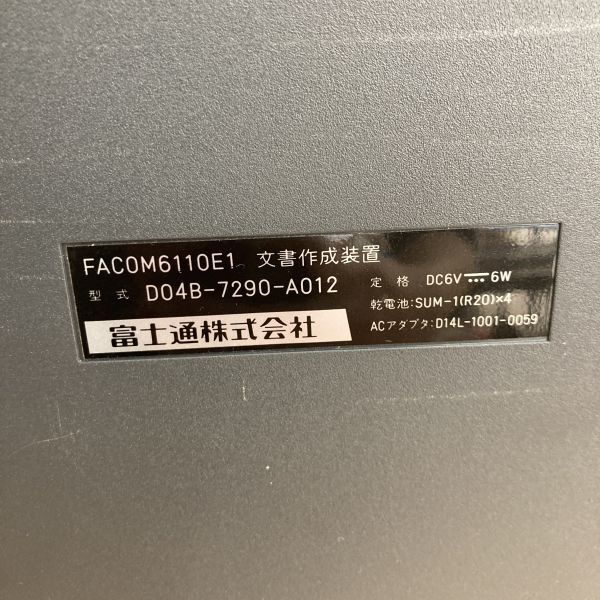 FACOM6110E1 文書作成装置
型式 D04B-7290-A012
富士通株式会社
定格 DC6V⎓6W
乾電池:SUM-1(R20)×4
ACアダプタ:D14L-1001-0059